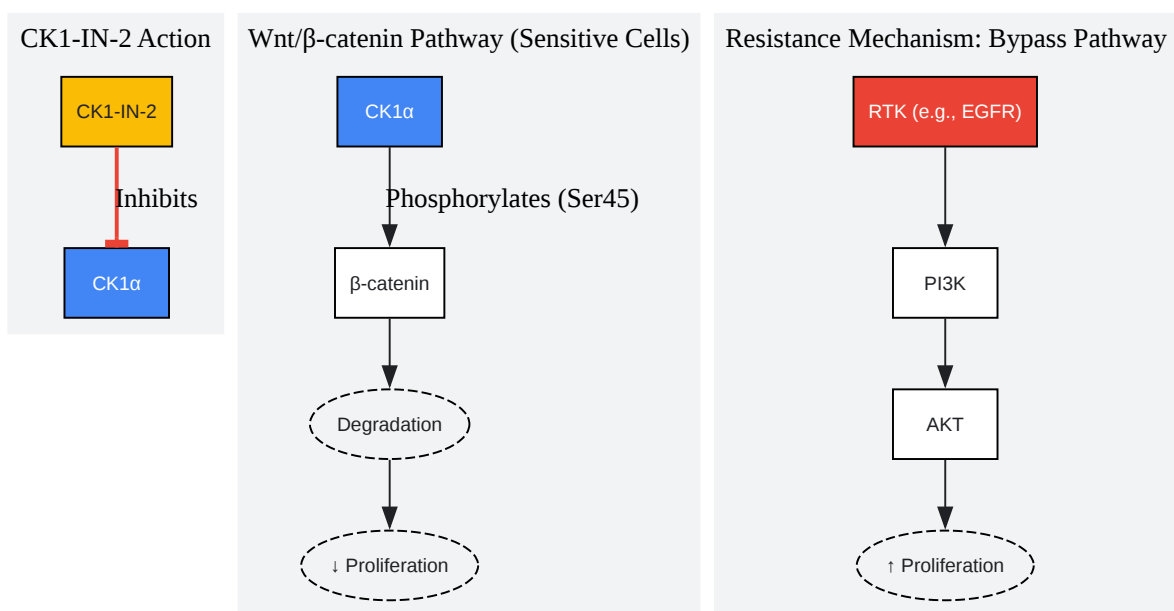 CK1-IN-2 Action
CK1-IN-2
Inhibits
CK1α
Wnt/β-catenin Pathway (Sensitive Cells)
CK1α
Phosphorylates (Ser45)
β-catenin
Degradation
↓ Proliferation
Resistance Mechanism: Bypass Pathway
RTK (e.g., EGFR)
PI3K
AKT
↑ Proliferation